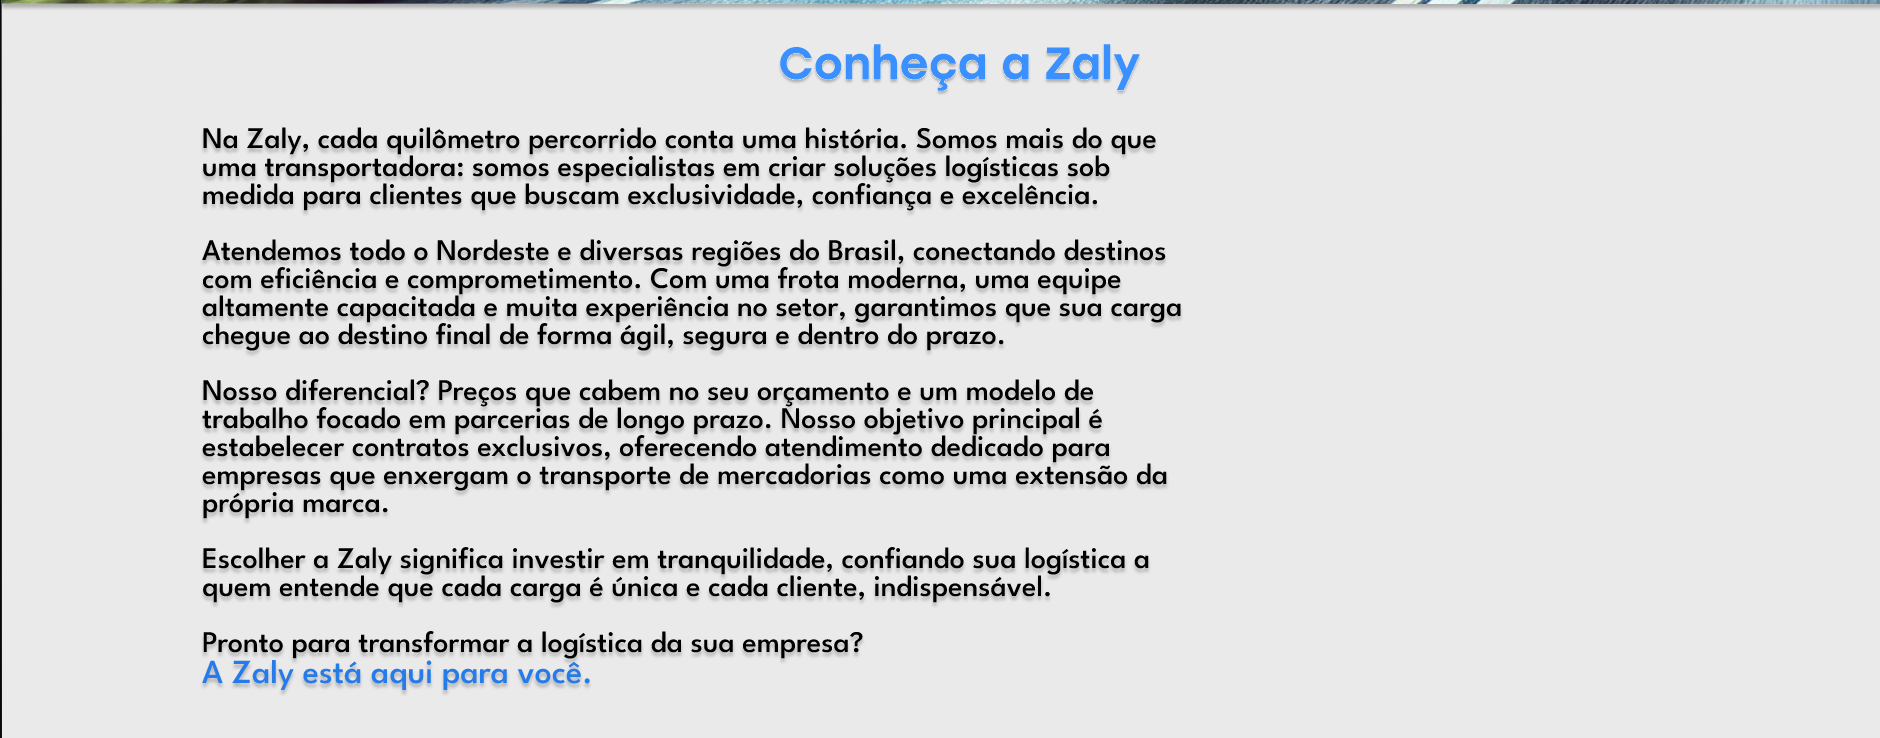 Conheça a Zaly
Na Zaly, cada quilômetro percorrido conta uma história. Somos mais do que
uma transportadora: somos especialistas em criar soluções logísticas sob
medida para clientes que buscam exclusividade, confiança e excelência.
Atendemos todo o Nordeste e diversas regiões do Brasil, conectando destinos
com eficiência e comprometimento. Com uma frota moderna, uma equipe
altamente capacitada e muita experiência no setor, garantimos que sua carga
chegue ao destino final de forma ágil, segura e dentro do prazo.
Nosso diferencial? Preços que cabem no seu orçamento e um modelo de
trabalho focado em parcerias de longo prazo. Nosso objetivo principal é
estabelecer contratos exclusivos, oferecendo atendimento dedicado para
empresas que enxergam o transporte de mercadorias como uma extensão da
própria marca.
Escolher a Zaly significa investir em tranquilidade, confiando sua logística a
quem entende que cada carga é única e cada cliente, indispensável.
Pronto para transformar a logística da sua empresa?
A Zaly está aqui para você.